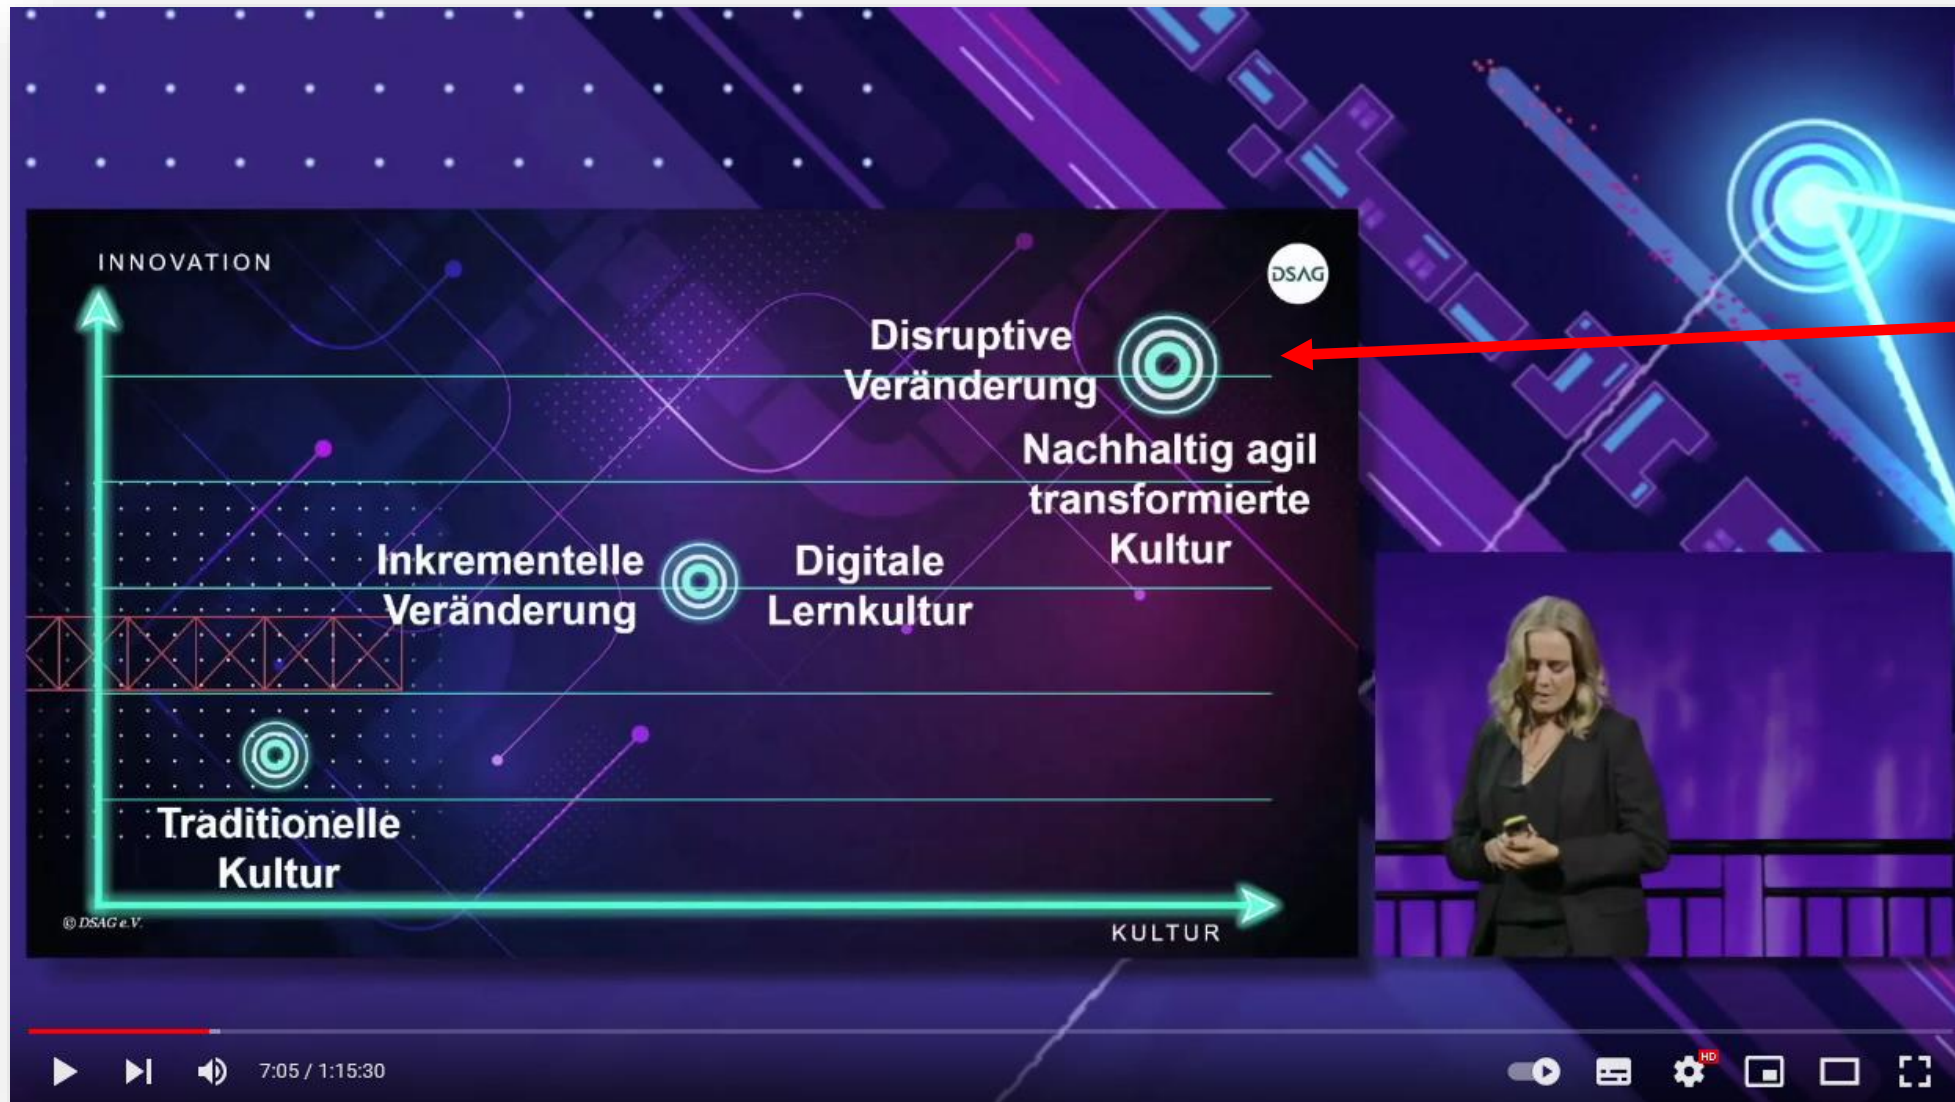 INNOVATION
DSAG
Disruptive
Veränderung
Nachhaltig agil
transformierte
Kultur
Inkrementelle
Veränderung
Digitale
Lernkultur
Traditionelle
Kultur
© DSAG e.V.
KULTUR
7:05 / 1:15:30
HD